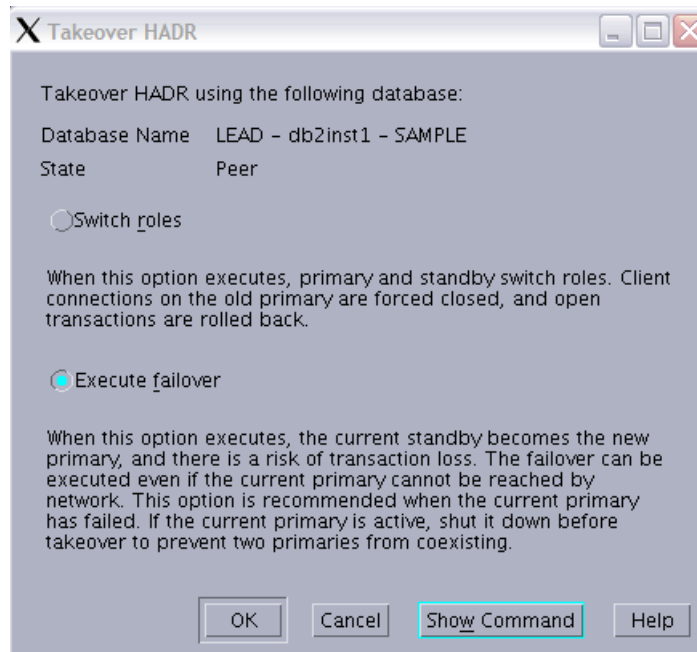 Takeover HADR
Takeover HADR using the following database:
Database Name LEAD - db2inst1 - SAMPLE
State Peer
Switch roles
When this option executes, primary and standby switch roles. Client
connections on the old primary are forced closed, and open
transactions are rolled back.
Execute failover
When this option executes, the current standby becomes the new
primary, and there is a risk of transaction loss. The failover can be
executed even if the current primary cannot be reached by
network. This option is recommended when the current primary
has failed. If the current primary is active, shut it down before
takeover to prevent two primaries from coexisting.
OK Cancel Show Command Help